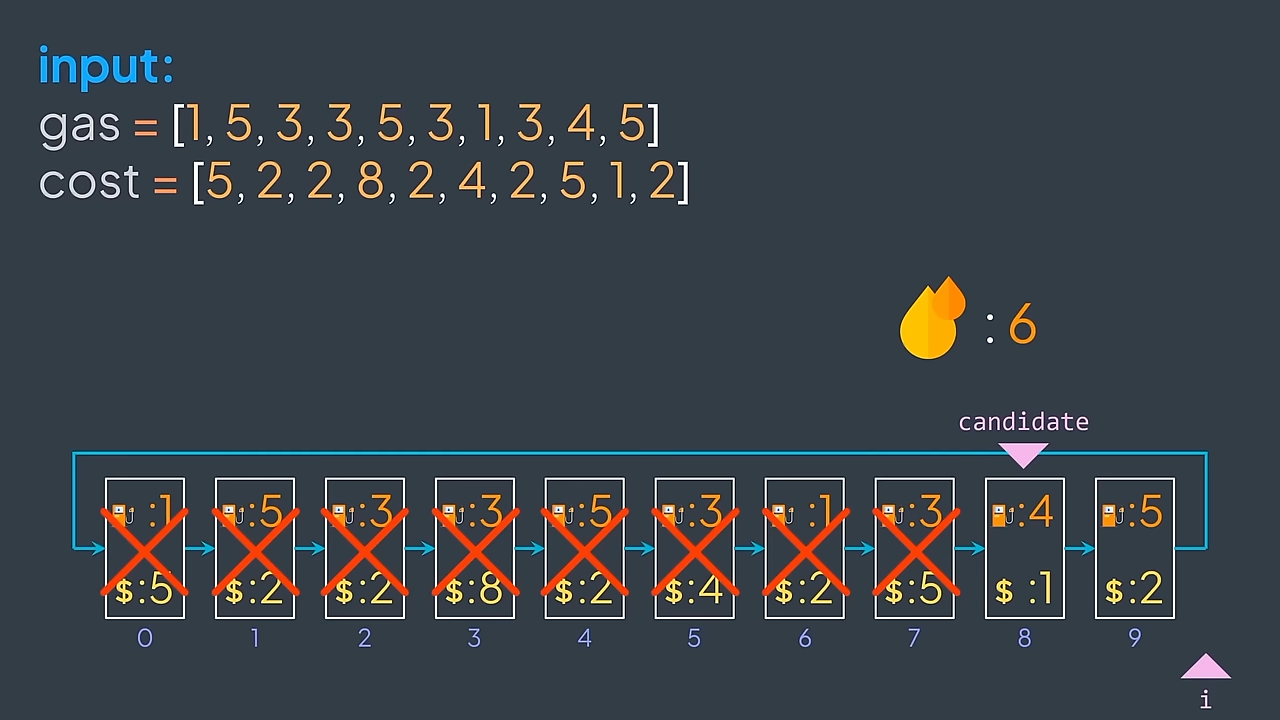 input:
gas = [1, 5, 3, 3, 5, 3, 1, 3, 4, 5]
cost = [5, 2, 2, 8, 2, 4, 2, 5, 1, 2]
: 6
candidate
:1 :5 :3 :3 :5 :3 :1 :3 :4 :5
$:5 $:2 $:2 $:8 $:2 $:4 $:2 $:5 $ :1 $:2
0 1 2 3 4 5 6 7 8 9
i